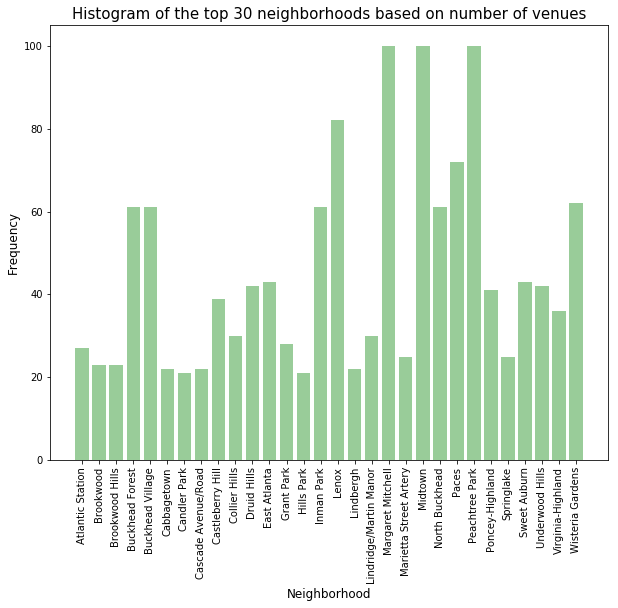 Histogram of the top 30 neighborhoods based on number of venues
100
80
60
40
20
0
Frequency
Atlantic Station
Brookwood
Brookwood Hills
Buckhead Forest
Buckhead Village
Cabbagetown
Candler Park
Cascade Avenue/Road
Castleberry Hill
Collier Hills
Druid Hills
East Atlanta
Grant Park
Hills Park
Inman Park
Lenox
Lindbergh
Lindridge/Martin Manor
Margaret Mitchell
Marietta Street Artery
Midtown
North Buckhead
Paces
Peachtree Park
Poncey-Highland
Springlake
Sweet Auburn
Underwood Hills
Virginia-Highland
Wisteria Gardens
Neighborhood